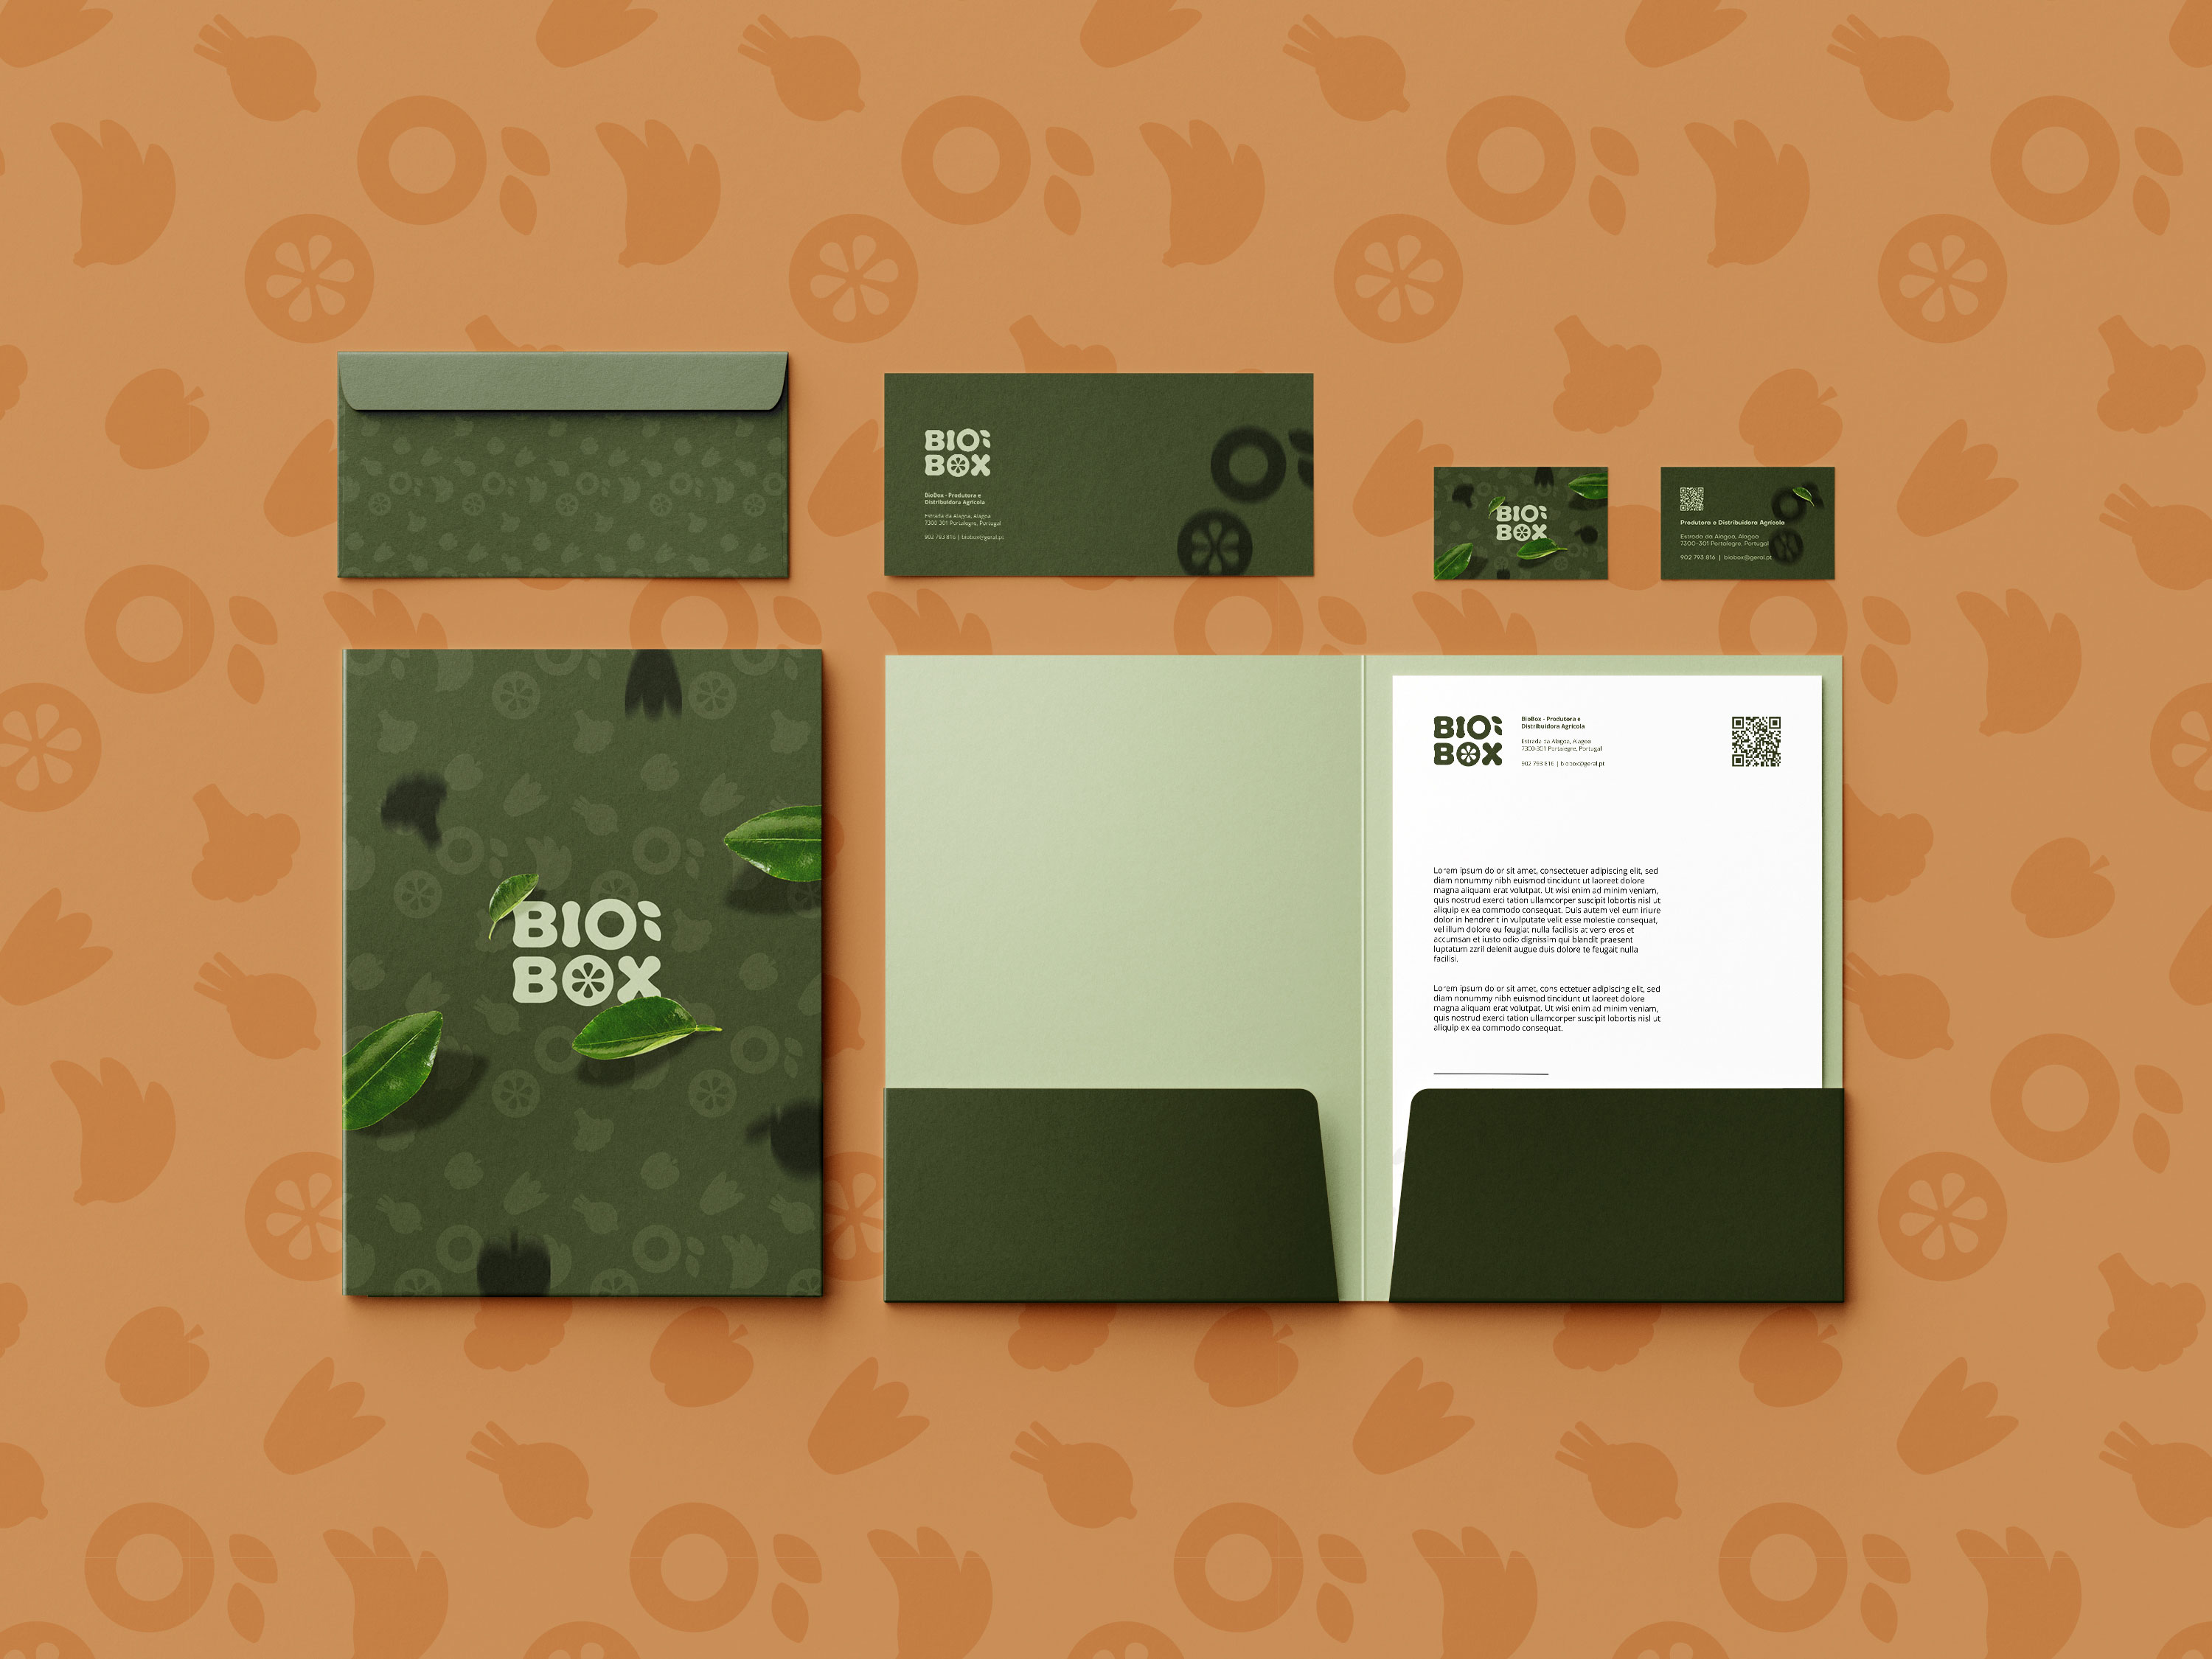 BIO
BOX
BioBox - Produtora e
Distribuidora Agrícola
Estrada da Alagoa, Alagoa
7300-301 Portalegre, Portugal
902 793 816 | biobox@geral.pt
BIO
BOX
Produtora e Distribuidora Agrícola
Estrada da Alagoa, Alagoa
7300-301 Portalegre, Portugal
902 793 816 | biobox@geral.pt
BIO
BOX
BIO
BOX
BioBox - Produtora e
Distribuidora Agrícola
Estrada da Alagoa, Alagoa
7300-301 Portalegre, Portugal
902 793 816 | biobox@geral.pt
Lorem ipsum do or sit amet, consectetuer adipiscing elit, sed
diam nonummy nibh euismod tincidunt ut laoreet dolore
magna aliquam erat volutpat. Ut wisi enim ad minim veniam,
quis nostrud exerci tation ullamcorper suscipit lobortis nisl ut
aliquip ex ea commodo consequat. Duis autem vel eum iriure
dolor in hendrerit in vulputate velit esse molestie consequat,
vel illum dolore eu feugiat nulla facilisis at vero eros et
accumsan et iusto odio dignissim qui blandit praesent
luptatum zzril delenit augue duis dolore te feugait nulla
facilisi.
Lorem ipsum do or sit amet, cons ectetuer adipiscing elit, sed
diam nonummy nibh euismod tincidunt ut laoreet dolore
magna aliquam erat volutpat. Ut wisi enim ad minim veniam,
quis nostrud exerci tation ullamcorper suscipit lobortis nisl ut
aliquip ex ea commodo consequat.